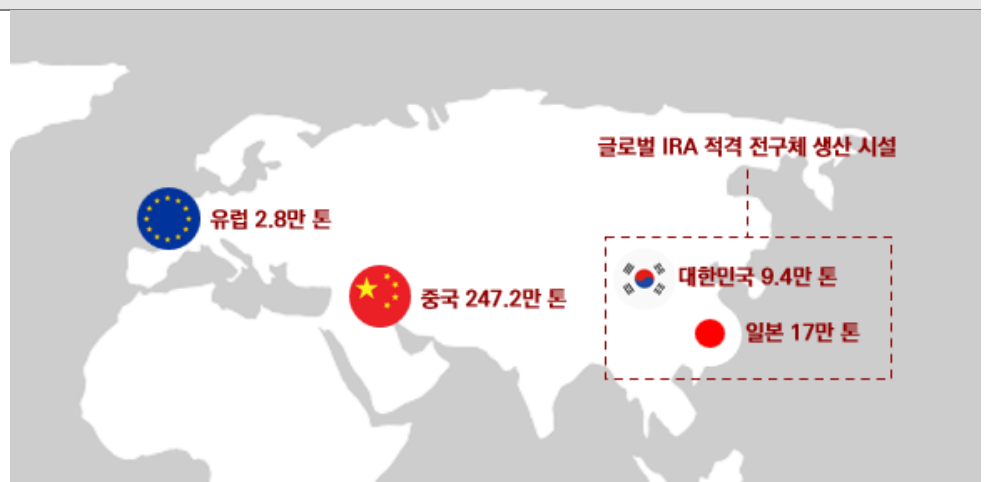 글로벌 IRA 적격 전구체 생산 시설
유럽 2.8만 톤
대한민국 9.4만 톤
중국 247.2만 톤
일본 17만 톤